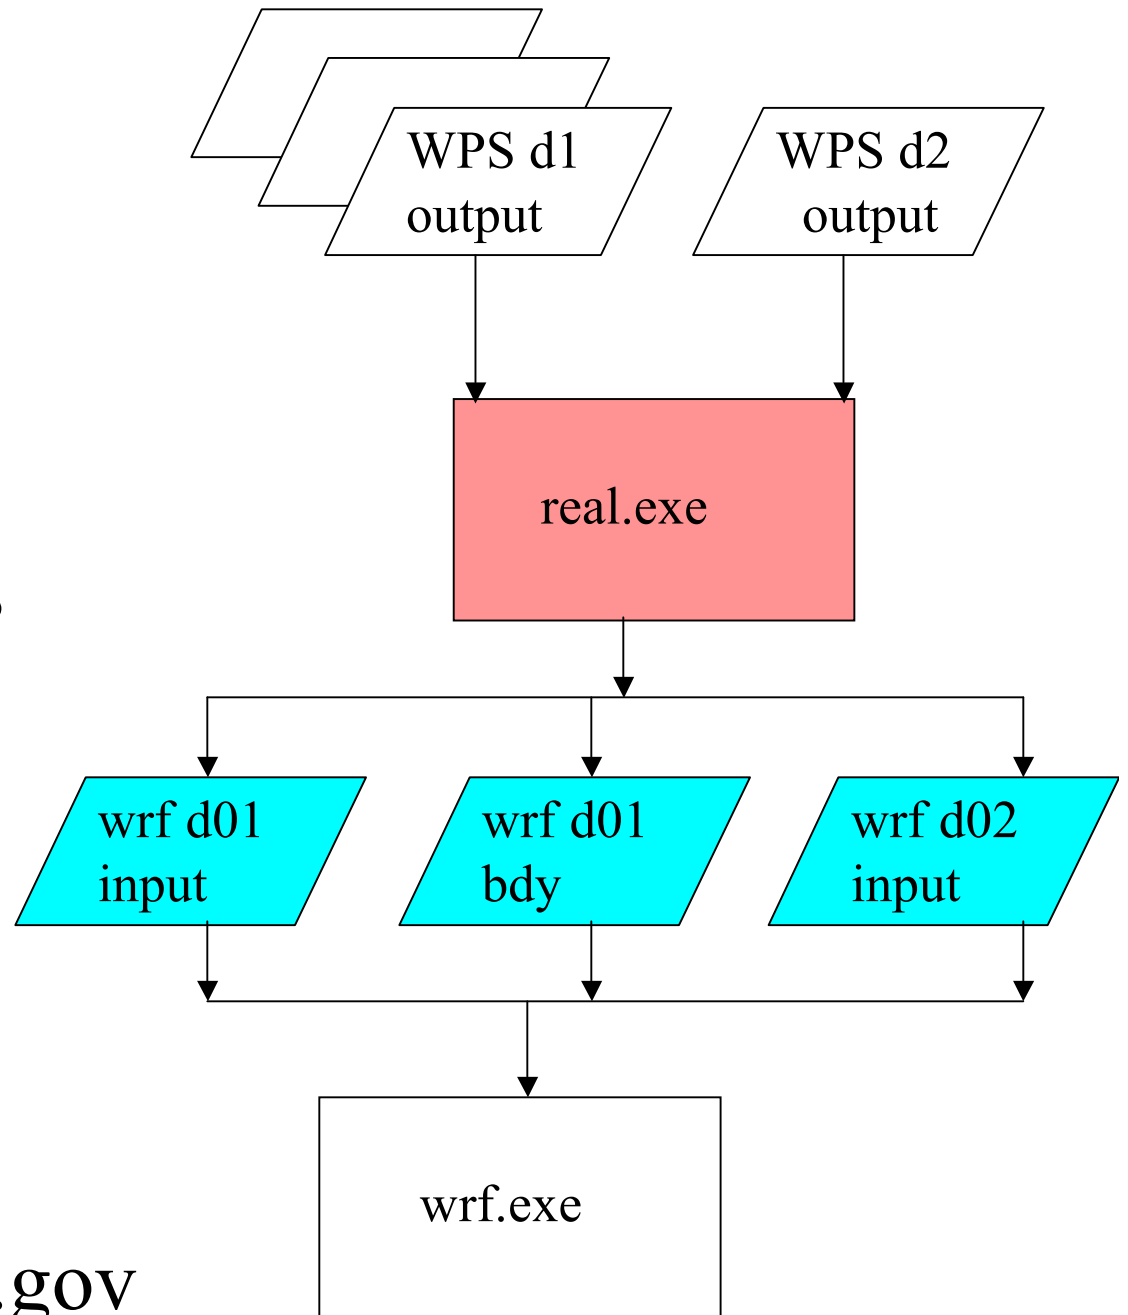 WPS d1
output
WPS d2
output
real.exe
wrf d01
input
wrf d01
bdy
wrf d02
input
wrf.exe
.gov